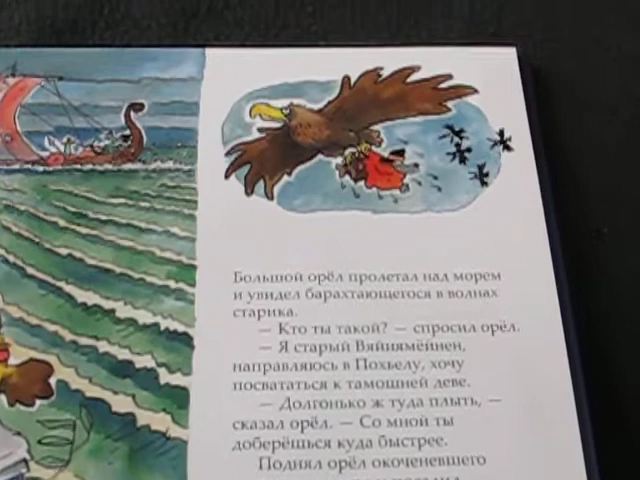 Большой орёл пролетал над морем
и увидел барахтающегося в волнах
старика.
— Кто ты такой? — спросил орёл.
— Я старый Вяйнямёйнен,
направляюсь в Похьелу, хочу
посвататься к тамошней деве.
— Долгонько ж туда плыть, —
сказал орёл. — Со мной ты
доберёшься куда быстрее.
Поднял орёл окоченевшего